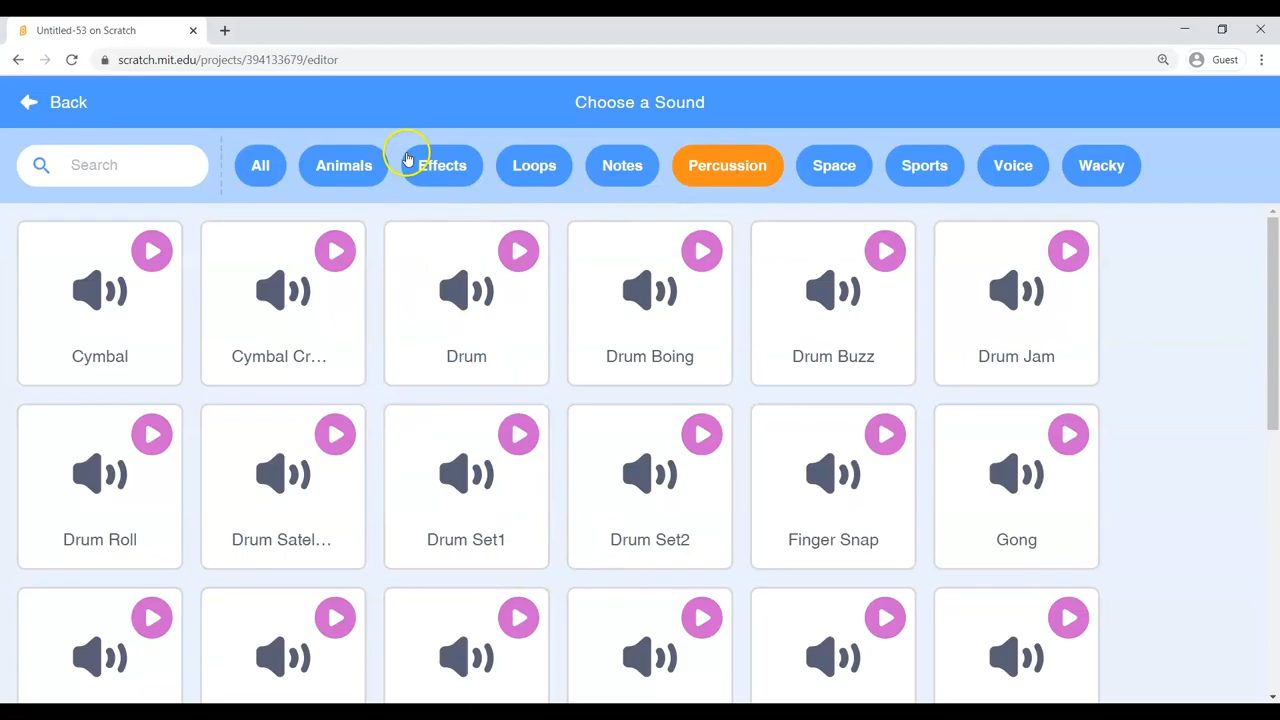 Untitled-53 on Scratch
scratch.mit.edu/projects/394133679/editor
Guest
Back
Choose a Sound
Search
All
Animals
Effects
Loops
Notes
Percussion
Space
Sports
Voice
Wacky
Cymbal
Cymbal Cr...
Drum
Drum Boing
Drum Buzz
Drum Jam
Drum Roll
Drum Satel...
Drum Set1
Drum Set2
Finger Snap
Gong